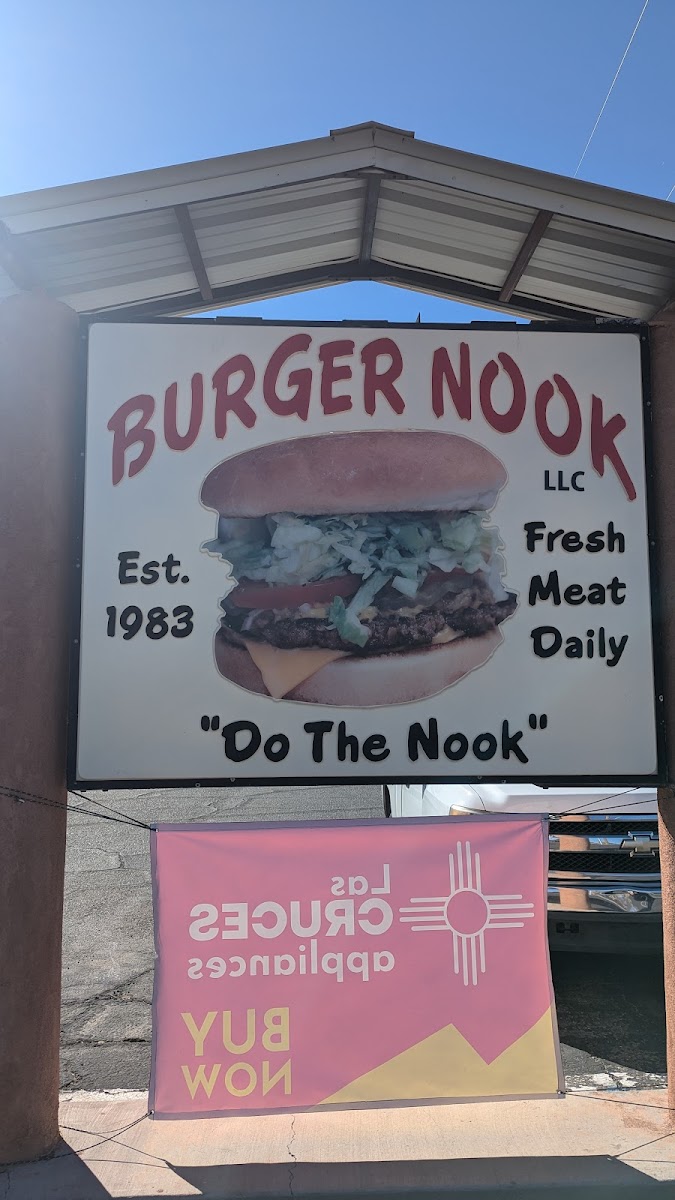 BURGER NOOK
LLC
Est.
1983
Fresh
Meat
Daily
"Do The Nook"
Las
CRUCES
appliances
BUY
NOW